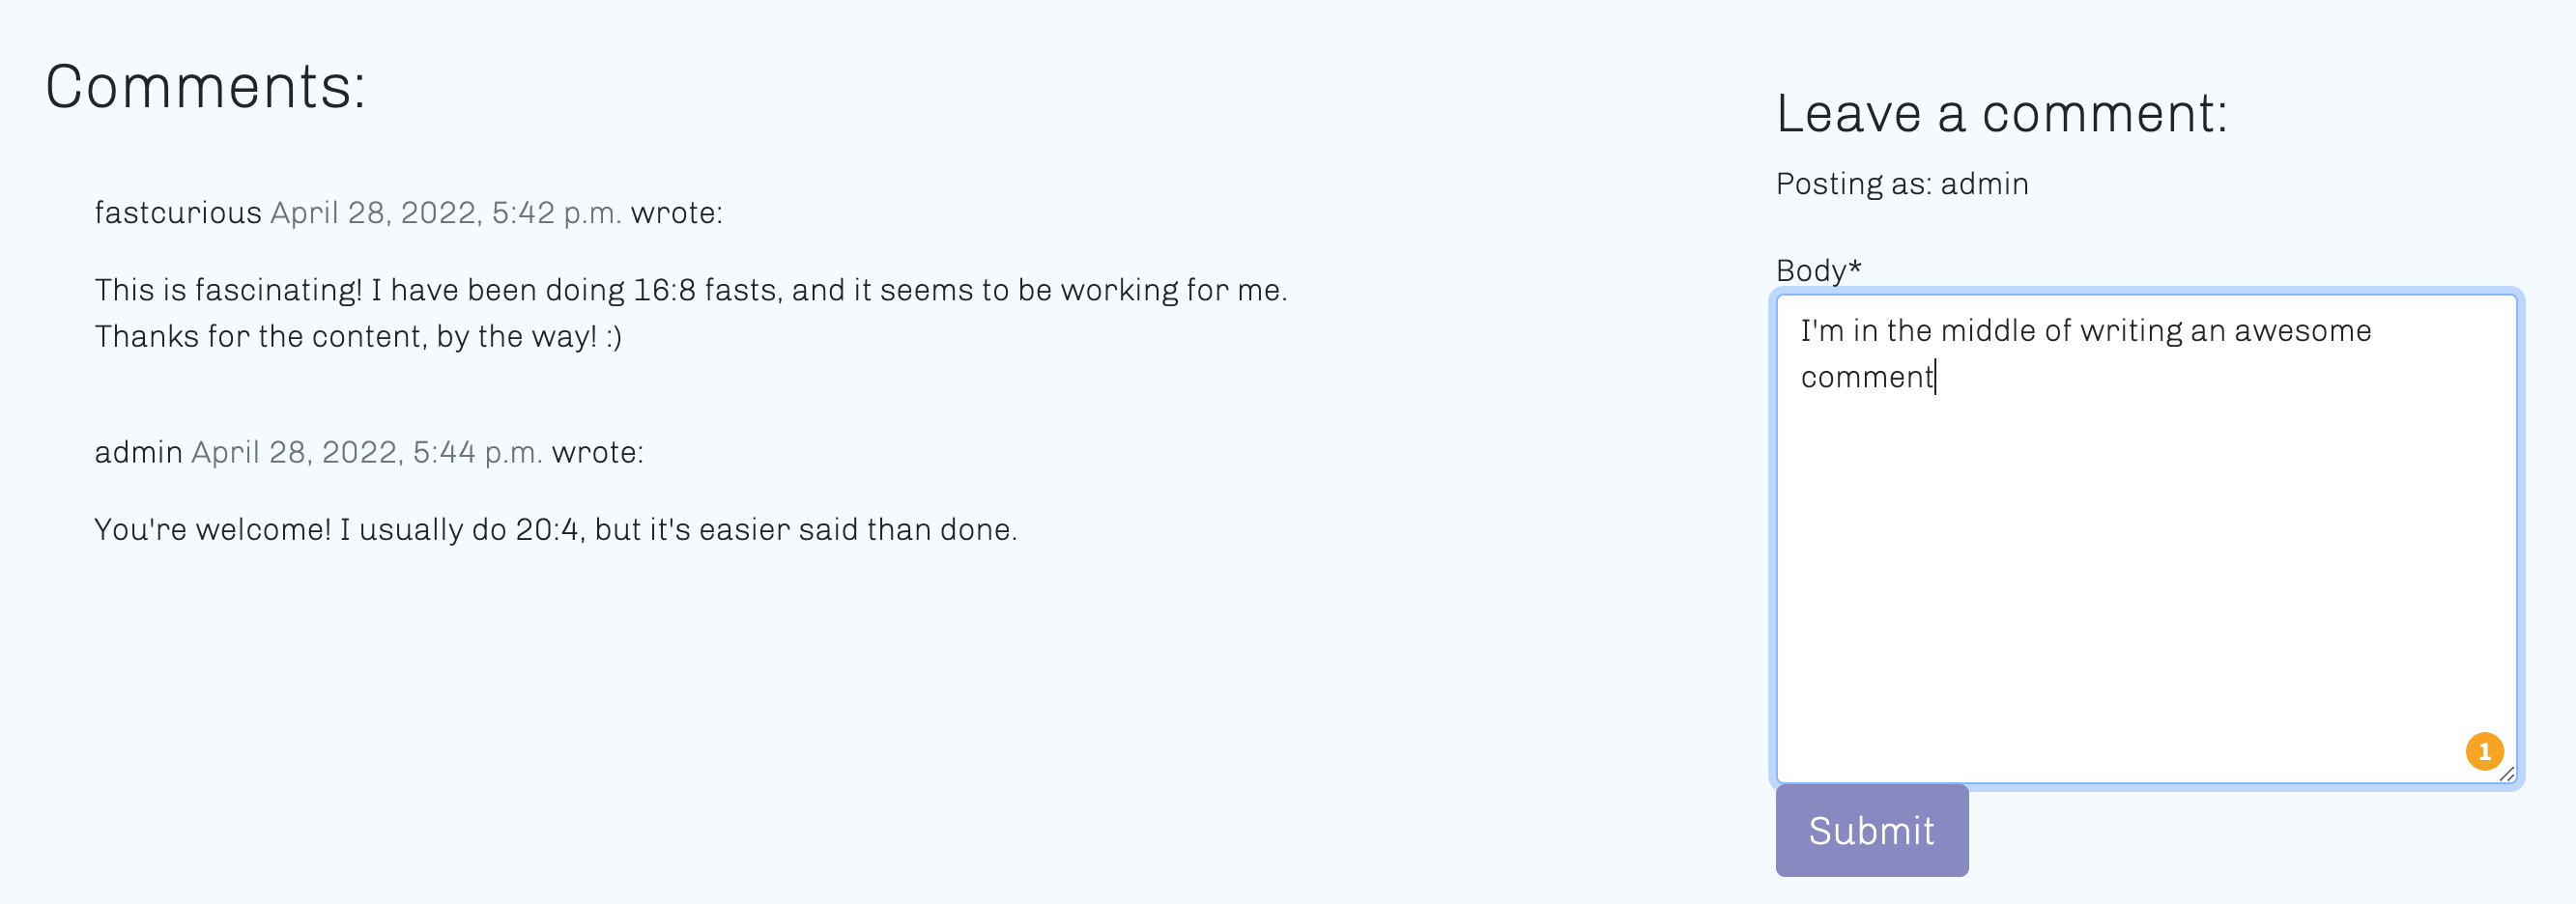 Comments:
fastcurious April 28, 2022, 5:42 p.m. wrote:
This is fascinating! I have been doing 16:8 fasts, and it seems to be working for me.
Thanks for the content, by the way! :)
admin April 28, 2022, 5:44 p.m. wrote:
You're welcome! I usually do 20:4, but it's easier said than done.
Leave a comment:
Posting as: admin
Body*
I'm in the middle of writing an awesome
comment
1
Submit